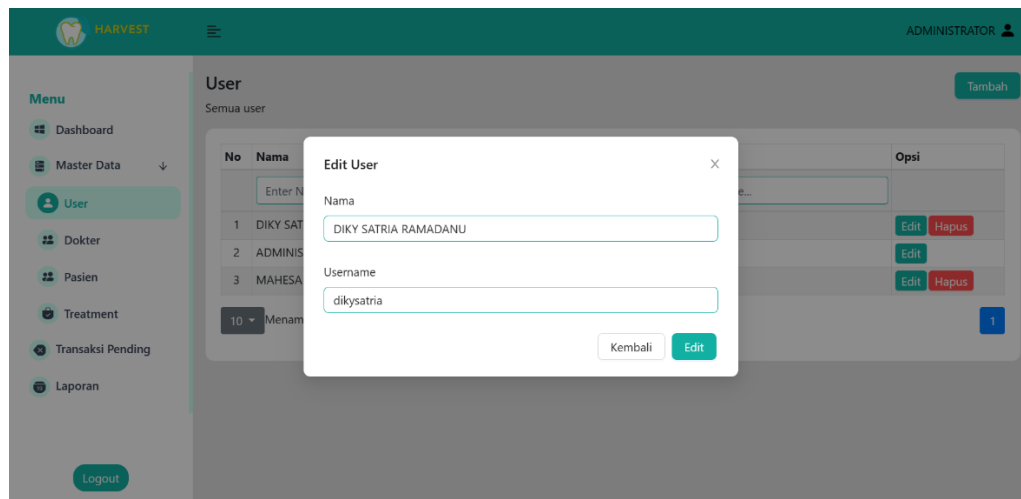 HARVEST
ADMINISTRATOR
Menu
Dashboard
Master Data
User
Dokter
Pasien
Treatment
Transaksi Pending
Laporan
Logout
User
Semua user
Tambah
No Nama Opsi
Enter N e...
1 DIKY SAT Edit Hapus
2 ADMINIS Edit
3 MAHESA Edit Hapus
10 Menam 1
Edit User
Nama
DIKY SATRIA RAMADANU
Username
dikysatria
Kembali Edit